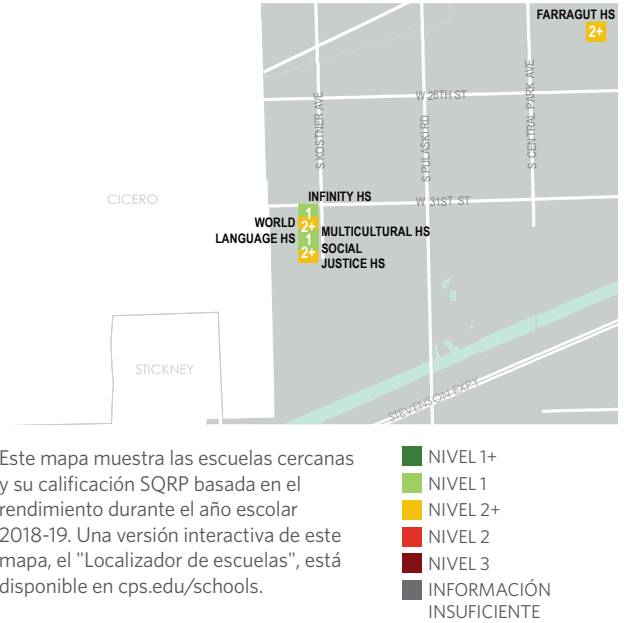 FARRAGUT HS
2+
W 26TH ST
S KOSTNER AVE
S PULASKI RD
S CENTRAL PARK AVE
CICERO
INFINITY HS
W 31ST ST
1
WORLD
LANGUAGE HS
2+
MULTICULTURAL HS
1
SOCIAL
JUSTICE HS
2+
STICKNEY
STEVENSON EXPY
Este mapa muestra las escuelas cercanas
y su calificación SQRP basada en el
rendimiento durante el año escolar
2018-19. Una versión interactiva de este
mapa, el "Localizador de escuelas", está
disponible en cps.edu/schools.
NIVEL 1+
NIVEL 1
NIVEL 2+
NIVEL 2
NIVEL 3
INFORMACIÓN
INSUFICIENTE